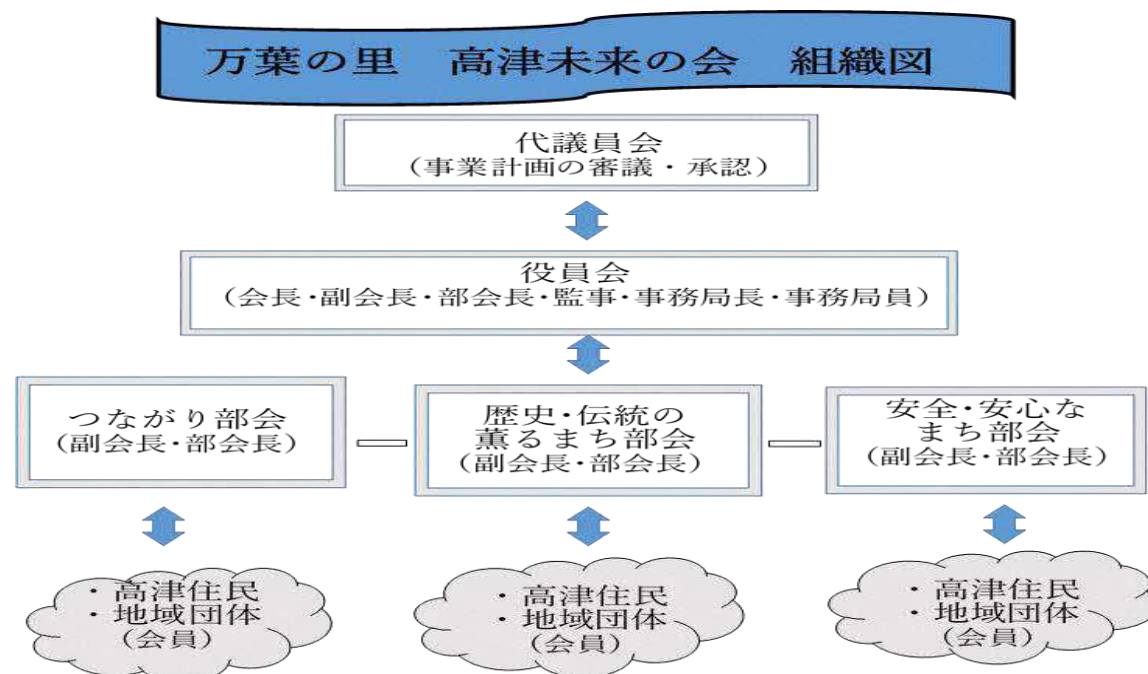 万葉の里　高津未来の会　組織図
代議員会
（事業計画の審議・承認）
役員会
（会長・副会長・部会長・監事・事務局長・事務局員）
つながり部会
（副会長・部会長）
歴史・伝統の
薫るまち部会
（副会長・部会長）
安全・安心な
まち部会
（副会長・部会長）
・高津住民
・地域団体
（会員）
・高津住民
・地域団体
（会員）
・高津住民
・地域団体
（会員）